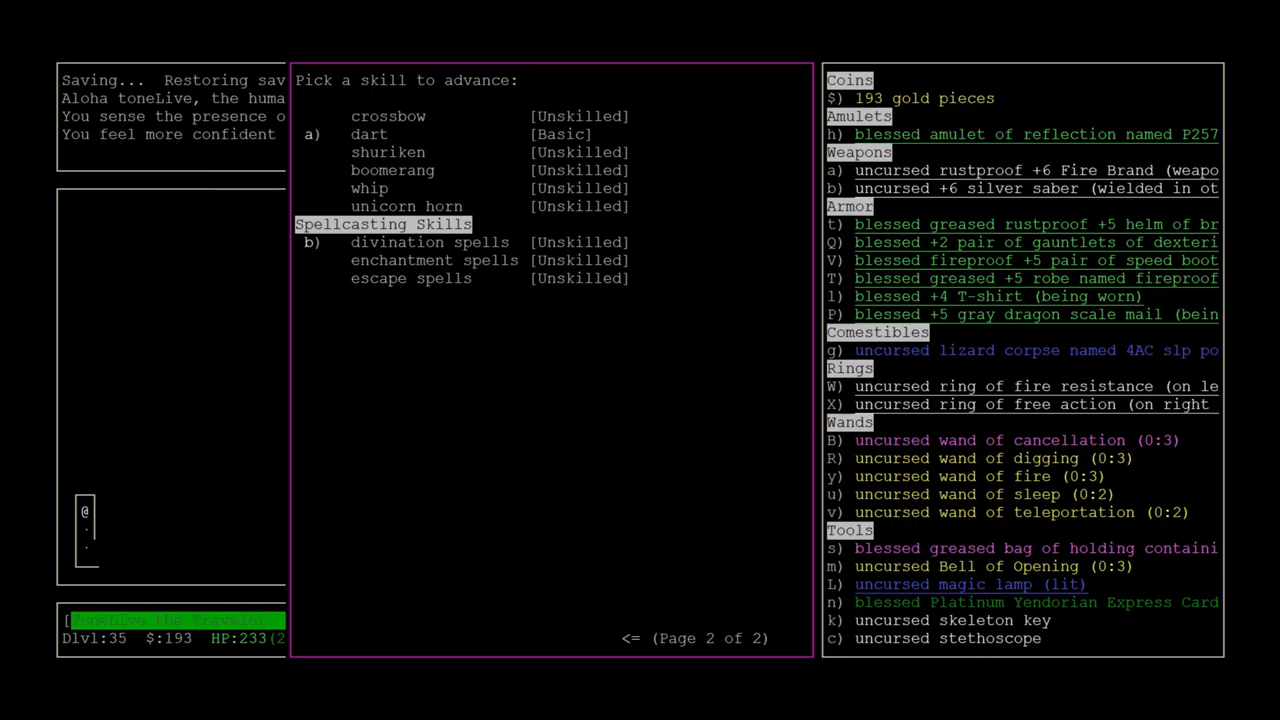 Saving...  Restoring sav
Aloha toneLive, the huma
You sense the presence o
You feel more confident
[ToneLive the Traveler
Dlvl:35  $:193  HP:233(2
Pick a skill to advance:
crossbow [Unskilled]
a) dart [Basic]
shuriken [Unskilled]
boomerang [Unskilled]
whip [Unskilled]
unicorn horn [Unskilled]
Spellcasting Skills
b) divination spells [Unskilled]
enchantment spells [Unskilled]
escape spells [Unskilled]
<= (Page 2 of 2)
Coins
$) 193 gold pieces
Amulets
h) blessed amulet of reflection named P257
Weapons
a) uncursed rustproof +6 Fire Brand (weapo
b) uncursed +6 silver saber (wielded in ot
Armor
t) blessed greased rustproof +5 helm of br
Q) blessed +2 pair of gauntlets of dexteri
V) blessed fireproof +5 pair of speed boot
T) blessed greased +5 robe named fireproof
l) blessed +4 T-shirt (being worn)
P) blessed +5 gray dragon scale mail (bein
Comestibles
g) uncursed lizard corpse named 4AC slp po
Rings
W) uncursed ring of fire resistance (on le
X) uncursed ring of free action (on right
Wands
B) uncursed wand of cancellation (0:3)
R) uncursed wand of digging (0:3)
y) uncursed wand of fire (0:3)
u) uncursed wand of sleep (0:2)
v) uncursed wand of teleportation (0:2)
Tools
s) blessed greased bag of holding containi
m) uncursed Bell of Opening (0:3)
L) uncursed magic lamp (lit)
n) blessed Platinum Yendorian Express Card
k) uncursed skeleton key
c) uncursed stethoscope